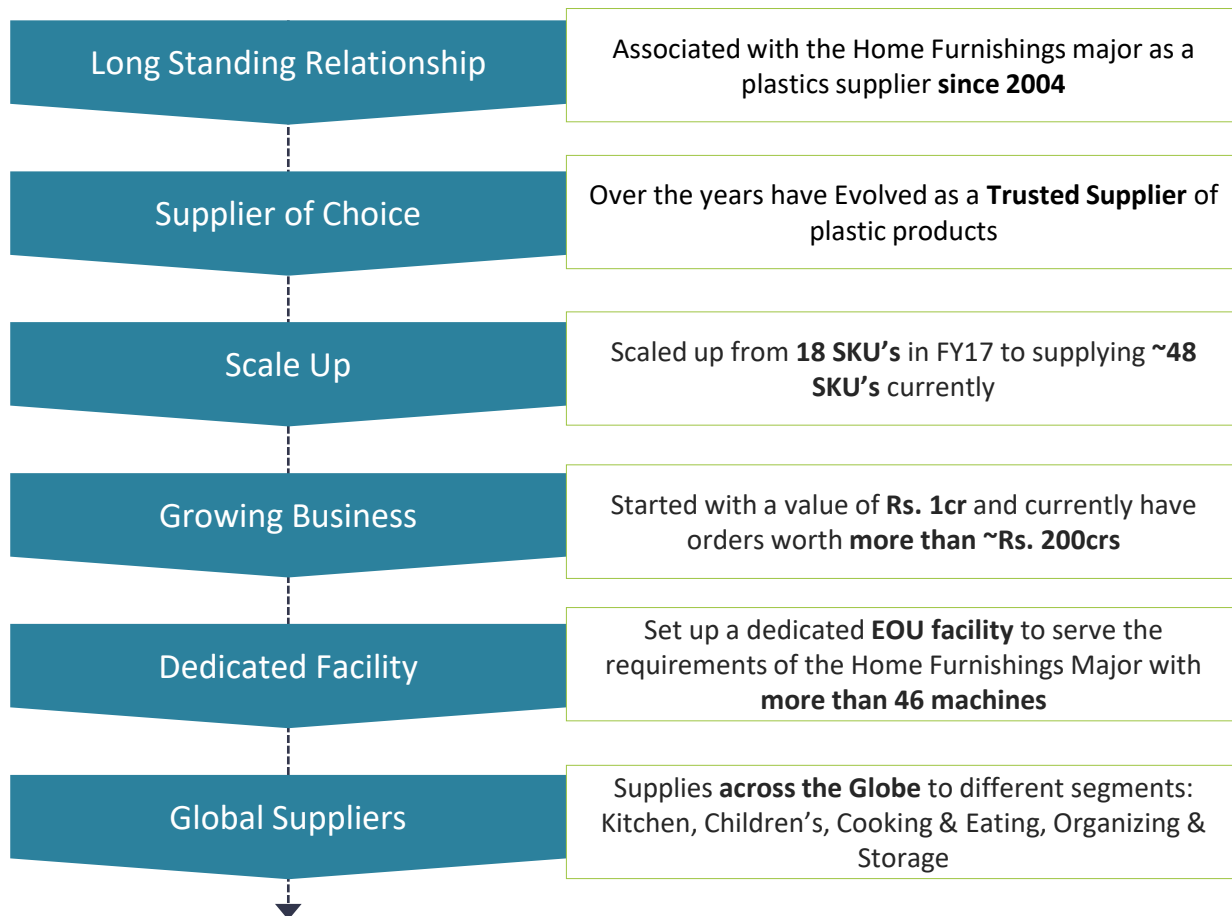 Long Standing Relationship
Associated with the Home Furnishings major as a
plastics supplier since 2004
Supplier of Choice
Over the years have Evolved as a Trusted Supplier of
plastic products
Scale Up
Scaled up from 18 SKU’s in FY17 to supplying ~48
SKU’s currently
Growing Business
Started with a value of Rs. 1cr and currently have
orders worth more than ~Rs. 200crs
Dedicated Facility
Set up a dedicated EOU facility to serve the
requirements of the Home Furnishings Major with
more than 46 machines
Global Suppliers
Supplies across the Globe to different segments:
Kitchen, Children’s, Cooking & Eating, Organizing &
Storage